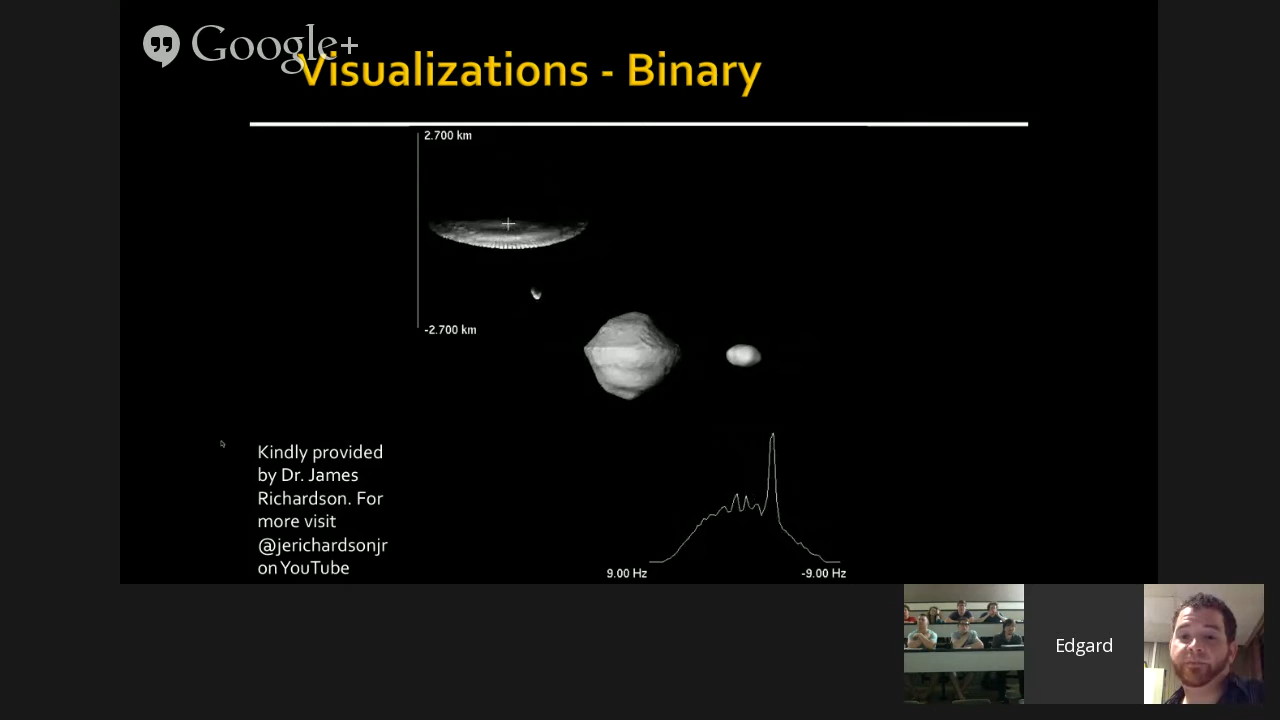 Google+
Visualizations - Binary
2.700 km
-2.700 km
Kindly provided
by Dr. James
Richardson. For
more visit
@jerichardsonjr
on YouTube
9.00 Hz
-9.00 Hz
Edgard